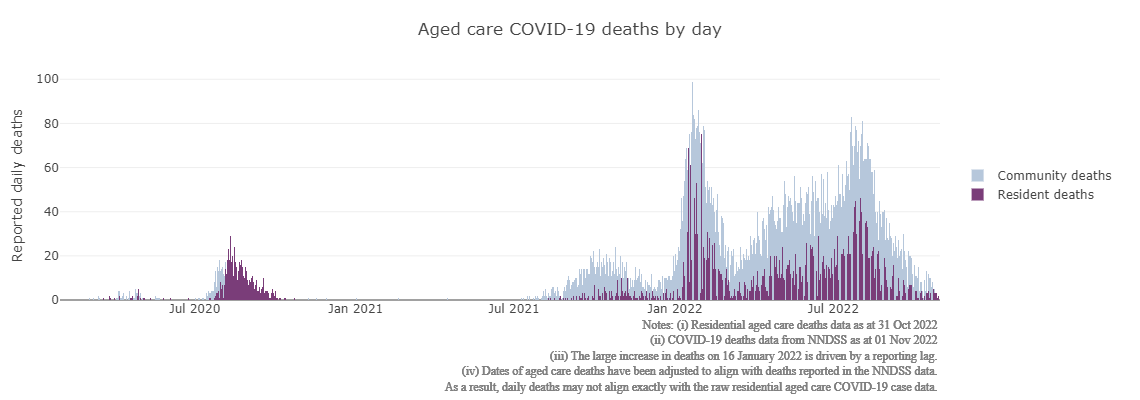 Aged care COVID-19 deaths by day
Reported daily deaths
100
80
60
40
20
0
Jul 2020
Jan 2021
Jul 2021
Jan 2022
Jul 2022
Community deaths
Resident deaths
Notes: (i) Residential aged care deaths data as at 31 Oct 2022
(ii) COVID-19 deaths data from NNDSS as at 01 Nov 2022
(iii) The large increase in deaths on 16 January 2022 is driven by a reporting lag.
(iv) Dates of aged care deaths have been adjusted to align with deaths reported in the NNDSS data.
As a result, daily deaths may not align exactly with the raw residential aged care COVID-19 case data.